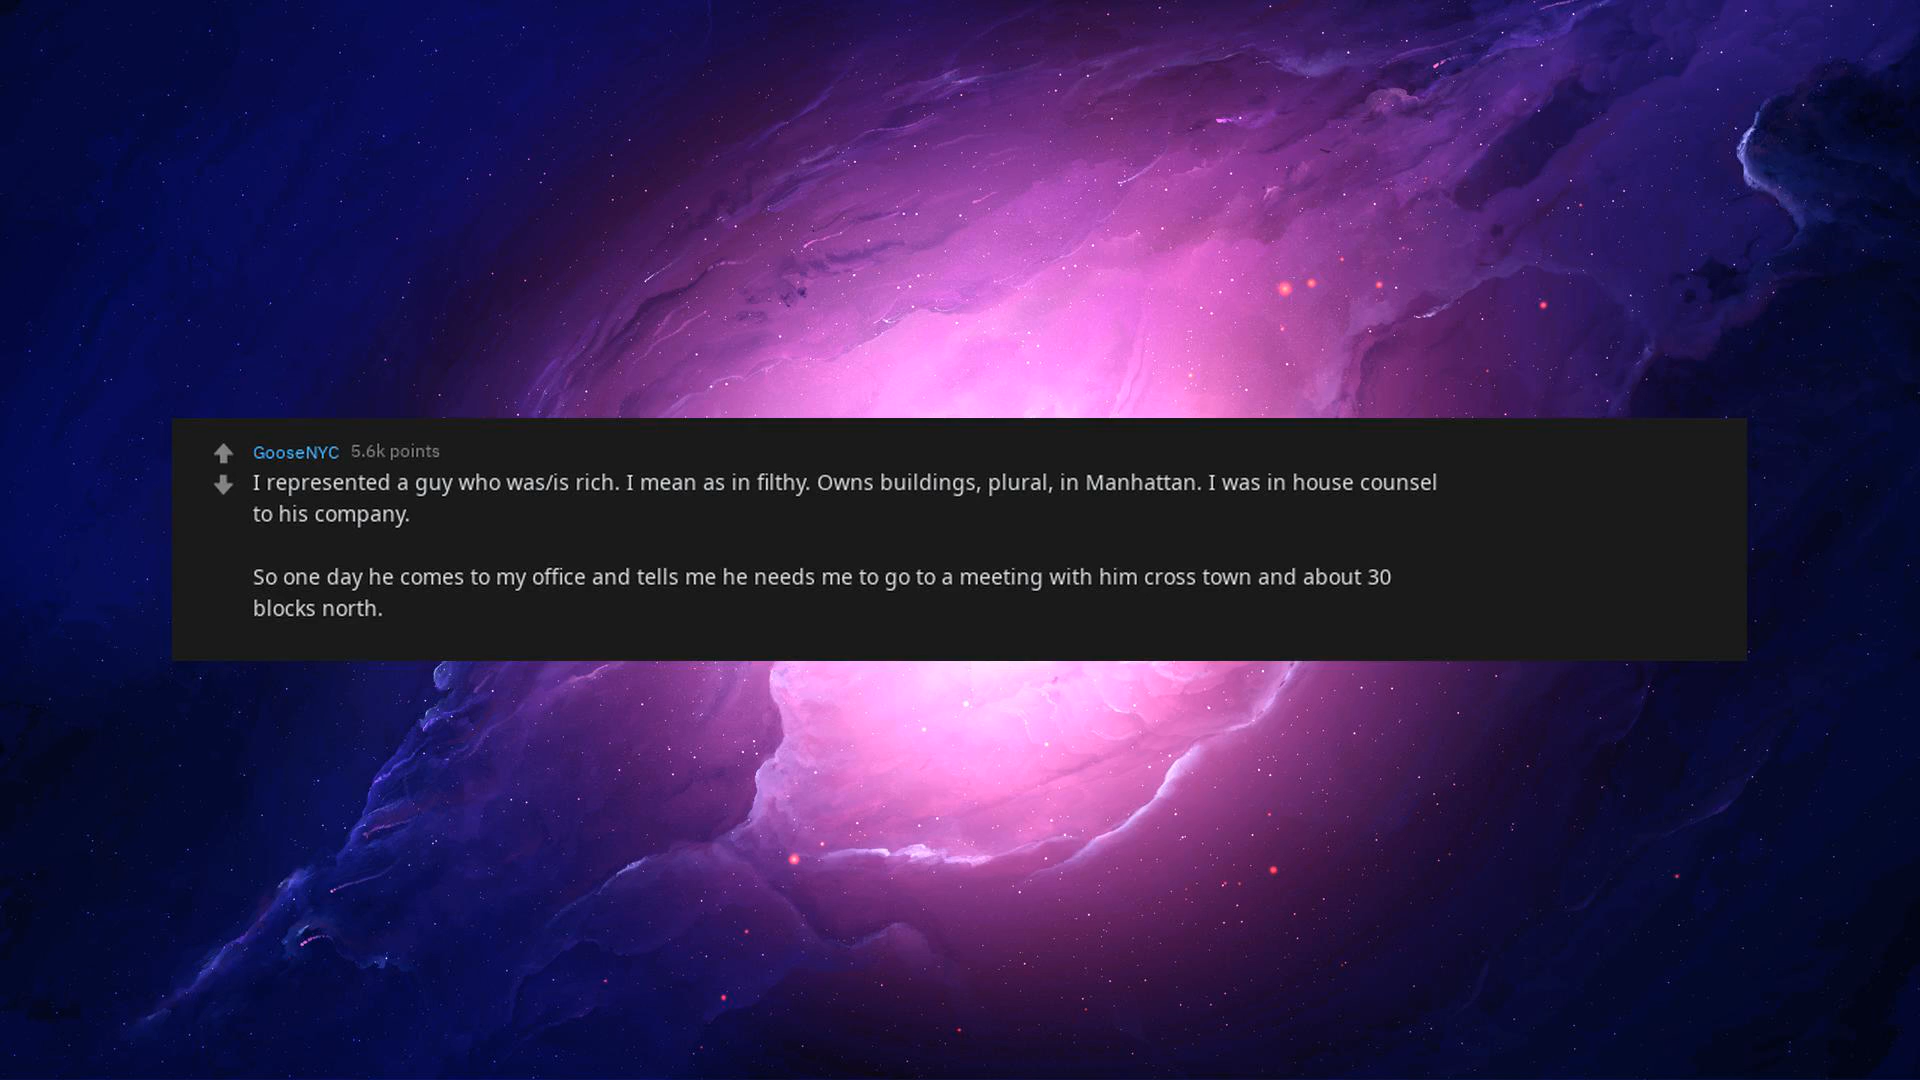 GooseNYC 5.6k points
I represented a guy who was/is rich. I mean as in filthy. Owns buildings, plural, in Manhattan. I was in house counsel
to his company.
So one day he comes to my office and tells me he needs me to go to a meeting with him cross town and about 30
blocks north.